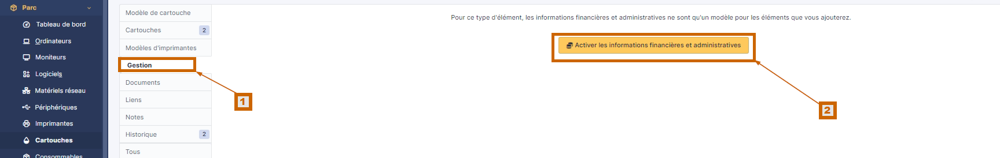 Parc
Tableau de bord
Ordinateurs
Moniteurs
Logiciels
Matériels réseau
Périphériques
Imprimantes
Cartouches
Consommables
Modèle de cartouche
Cartouches 2
Modèles d'imprimantes
Gestion
Documents
Liens
Notes
Historique 2
Tous
1
Pour ce type d'élément, les informations financières et administratives ne sont qu'un modèle pour les éléments que vous ajouterez.
Activer les informations financières et administratives
2